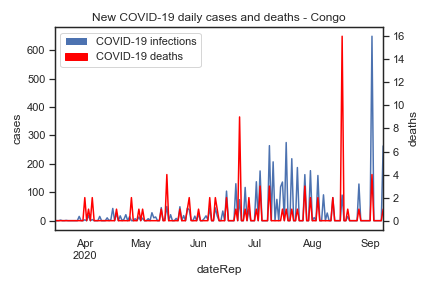 New COVID-19 daily cases and deaths - Congo
COVID-19 infections
COVID-19 deaths
600
500
400
300
200
100
0
cases
16
14
12
10
8
6
4
2
0
deaths
Apr May Jun Jul Aug Sep
2020
dateRep